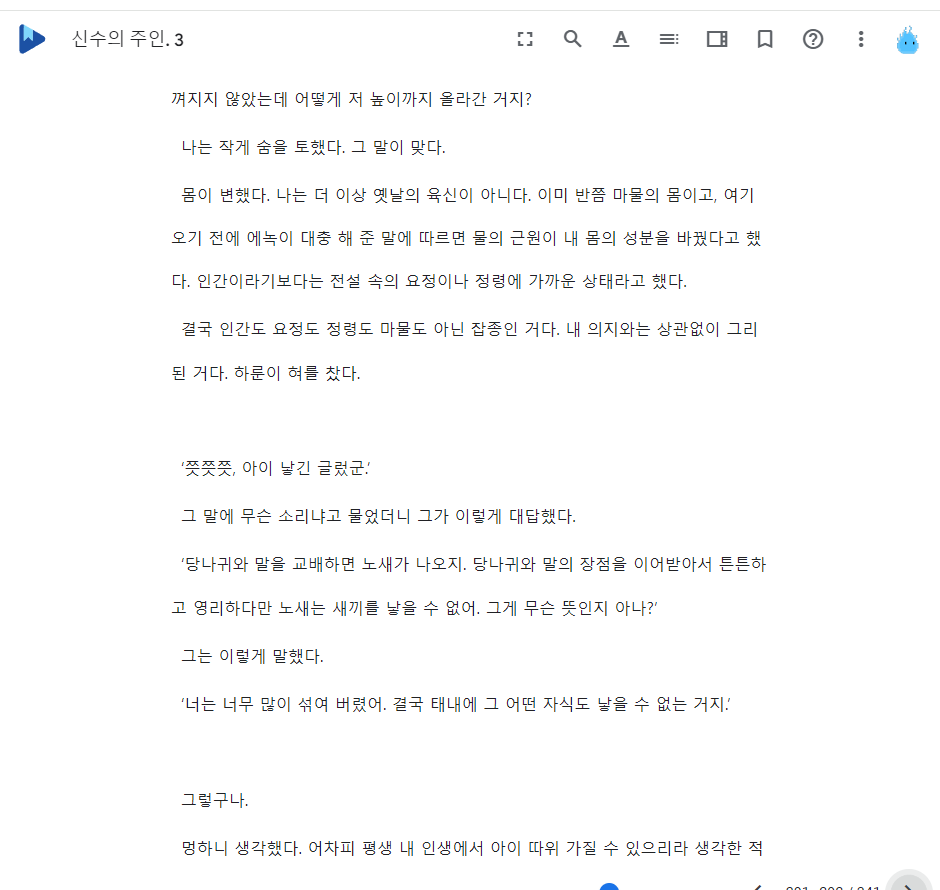 신수의 주인. 3
껴지지 않았는데 어떻게 저 높이까지 올라간 거지?
나는 작게 숨을 토했다. 그 말이 맞다.
몸이 변했다. 나는 더 이상 옛날의 육신이 아니다. 이미 반쯤 마물의 몸이고, 여기
오기 전에 에녹이 대충 해 준 말에 따르면 물의 근원이 내 몸의 성분을 바꿨다고 했
다. 인간이라기보다는 전설 속의 요정이나 정령에 가까운 상태라고 했다.
결국 인간도 요정도 정령도 마물도 아닌 잡종인 거다. 내 의지와는 상관없이 그리
된 거다. 하룬이 혀를 찼다.
'쯧쯧쯧, 아이 낳긴 글렀군.'
그 말에 무슨 소리냐고 물었더니 그가 이렇게 대답했다.
'당나귀와 말을 교배하면 노새가 나오지. 당나귀와 말의 장점을 이어받아서 튼튼하
고 영리하다만 노새는 새끼를 낳을 수 없어. 그게 무슨 뜻인지 아나?'
그는 이렇게 말했다.
'너는 너무 많이 섞여 버렸어. 결국 태내에 그 어떤 자식도 낳을 수 없는 거지.'
그렇구나.
멍하니 생각했다. 어차피 평생 내 인생에서 아이 따위 가질 수 있으리라 생각한 적